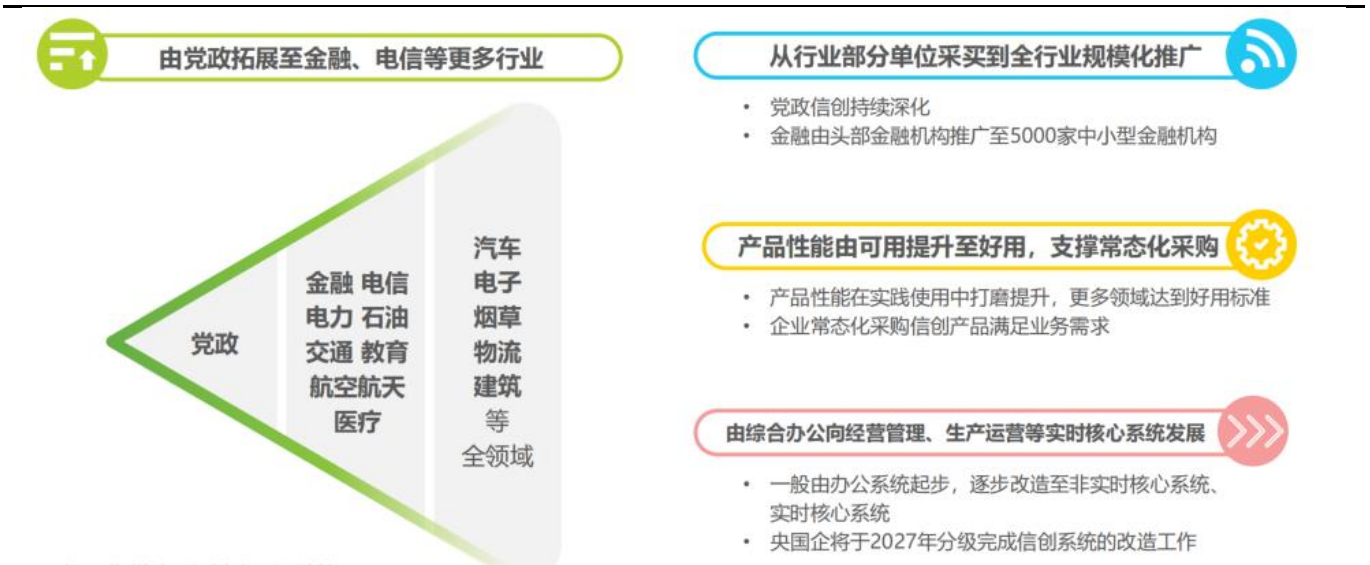 由党政拓展至金融、电信等更多行业
党政
金融 电信
电力 石油
交通 教育
航空航天
医疗
汽车
电子
烟草
物流
建筑
等
全领域
从行业部分单位采买到全行业规模化推广
• 党政信创持续深化
• 金融由头部金融机构推广至5000家中小型金融机构
产品性能由可用提升至好用，支撑常态化采购
• 产品性能在实践使用中打磨提升，更多领域达到好用标准
• 企业常态化采购信创产品满足业务需求
由综合办公向经营管理、生产运营等实时核心系统发展
• 一般由办公系统起步，逐步改造至非实时核心系统、
实时核心系统
• 央国企将于2027年分级完成信创系统的改造工作